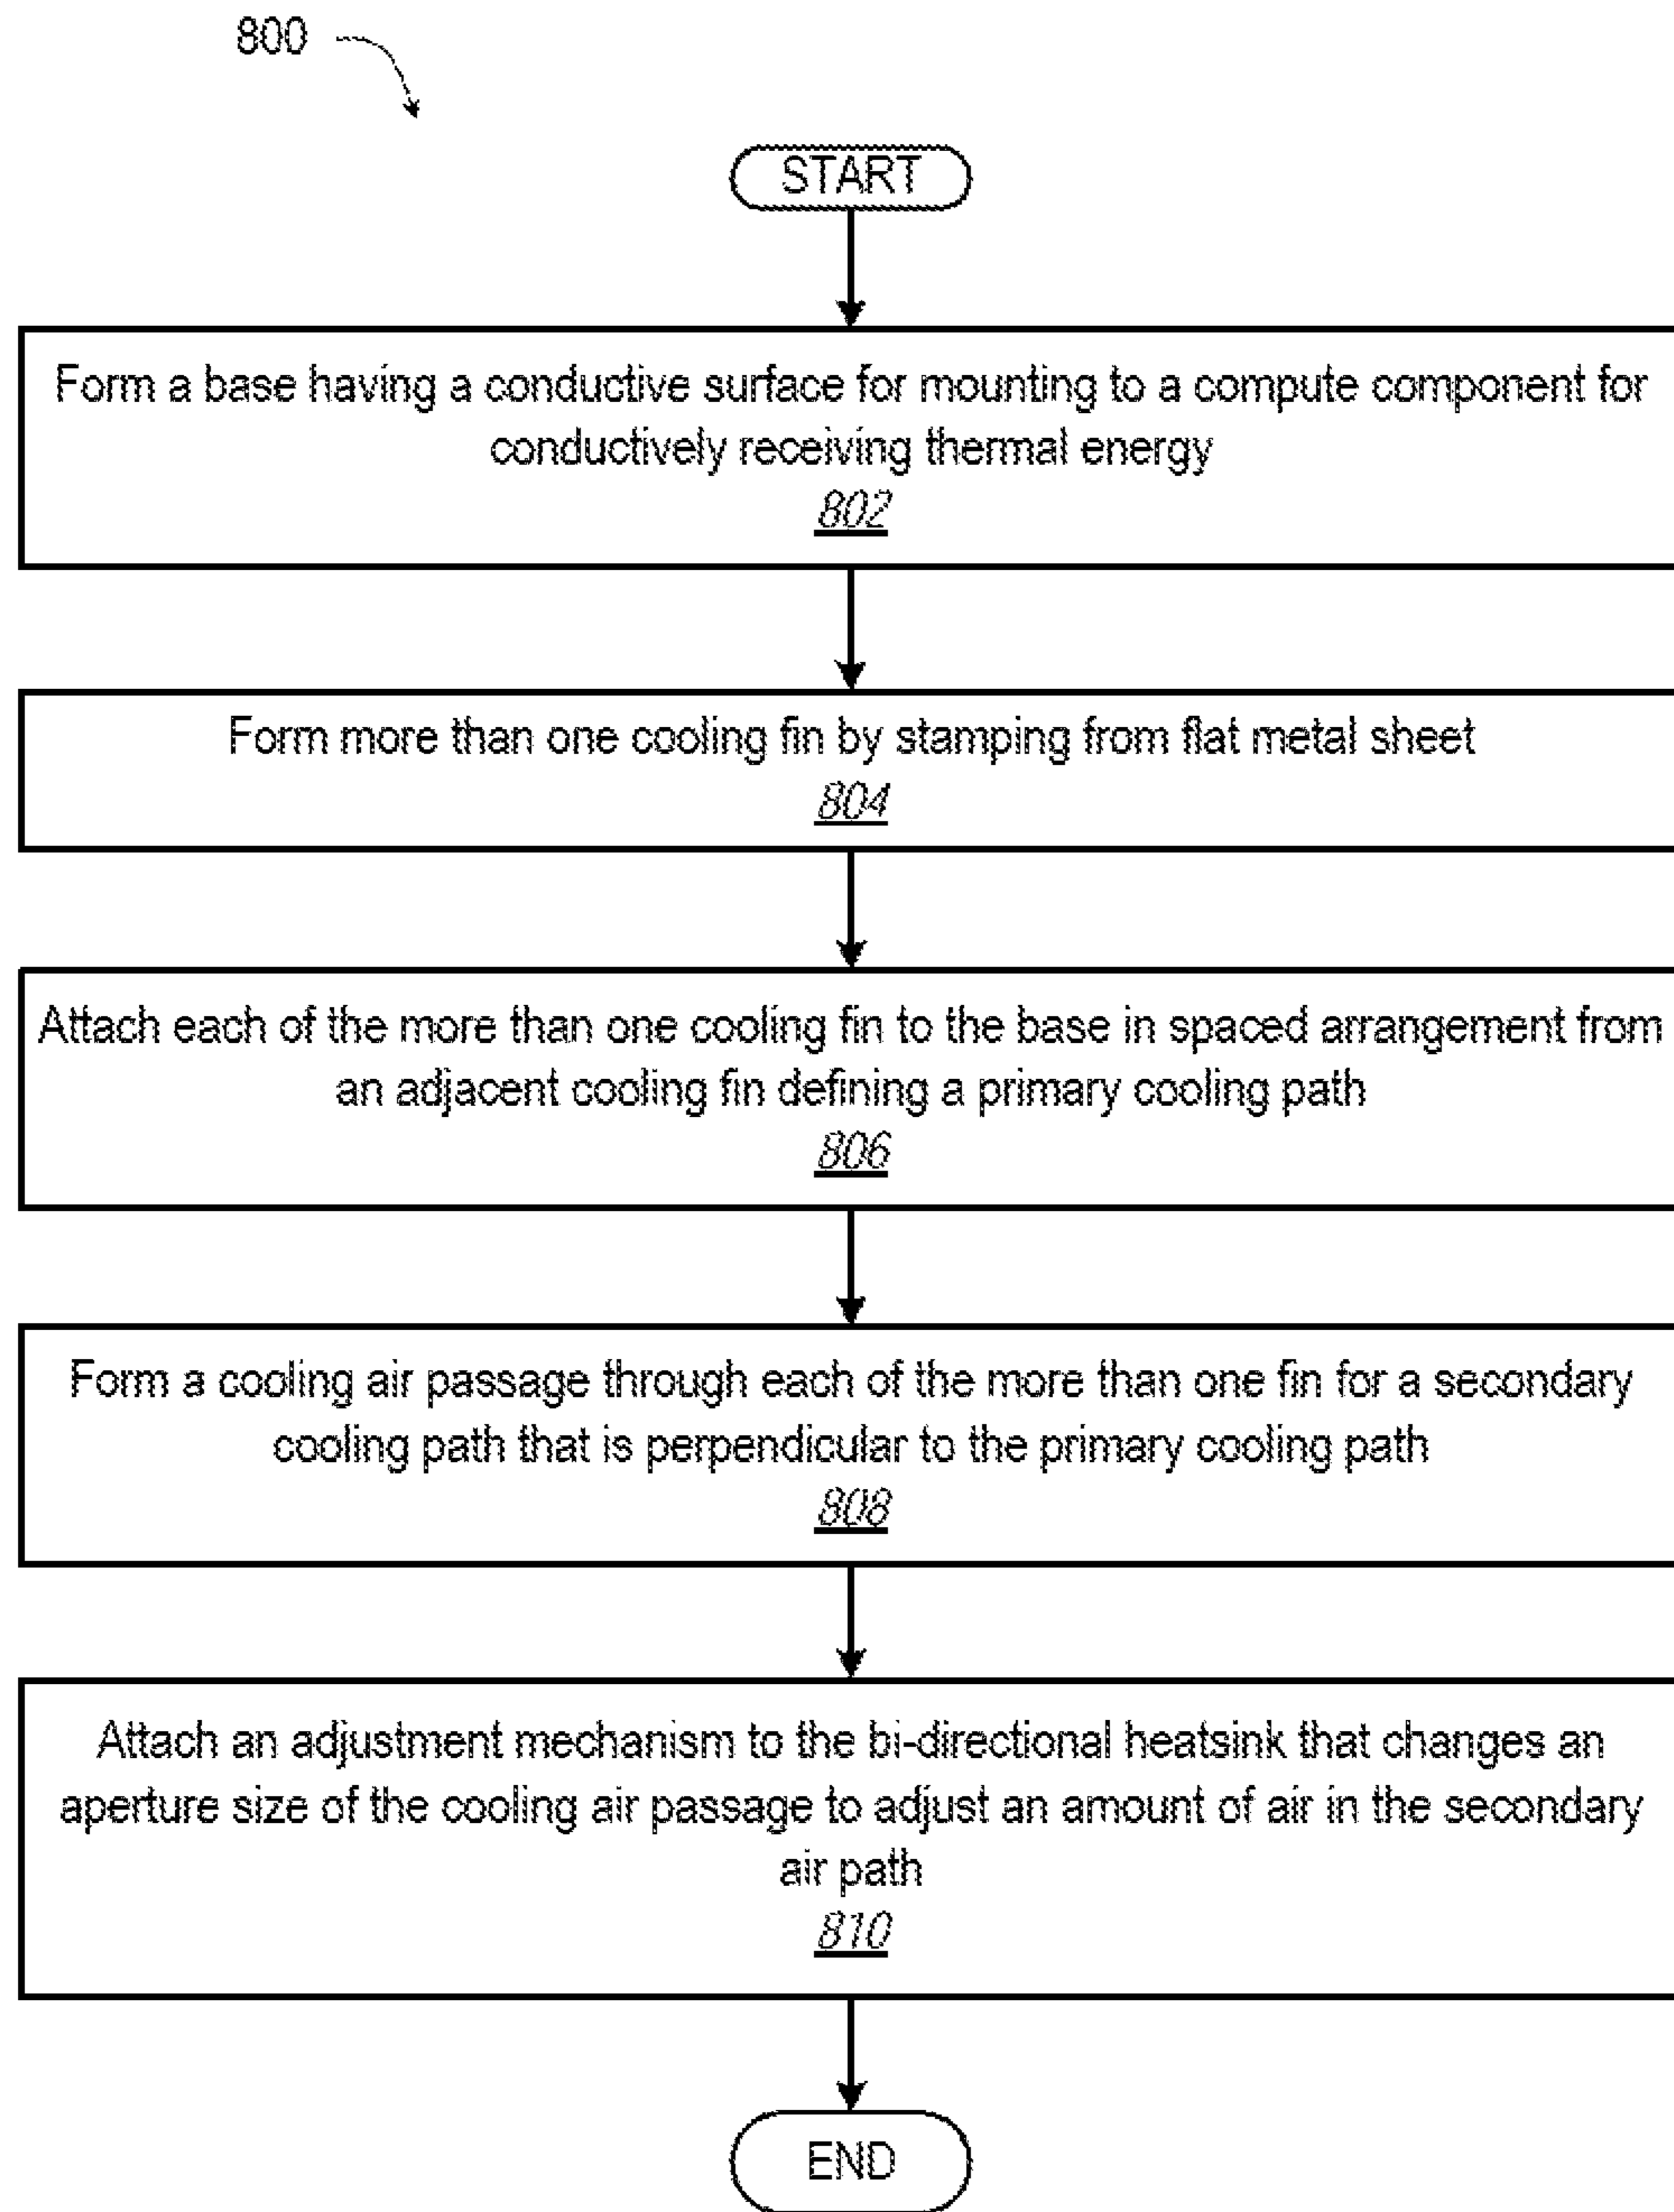 800
START
Form a base having a conductive surface for mounting to a compute component for
conductively receiving thermal energy
802
Form more than one cooling fin by stamping from flat metal sheet
804
Attach each of the more than one cooling fin to the base in spaced arrangement from
an adjacent cooling fin defining a primary cooling path
806
Form a cooling air passage through each of the more than one fin for a secondary
cooling path that is perpendicular to the primary cooling path
808
Attach an adjustment mechanism to the bi-directional heatsink that changes an
aperture size of the cooling air passage to adjust an amount of air in the secondary
air path
810
END